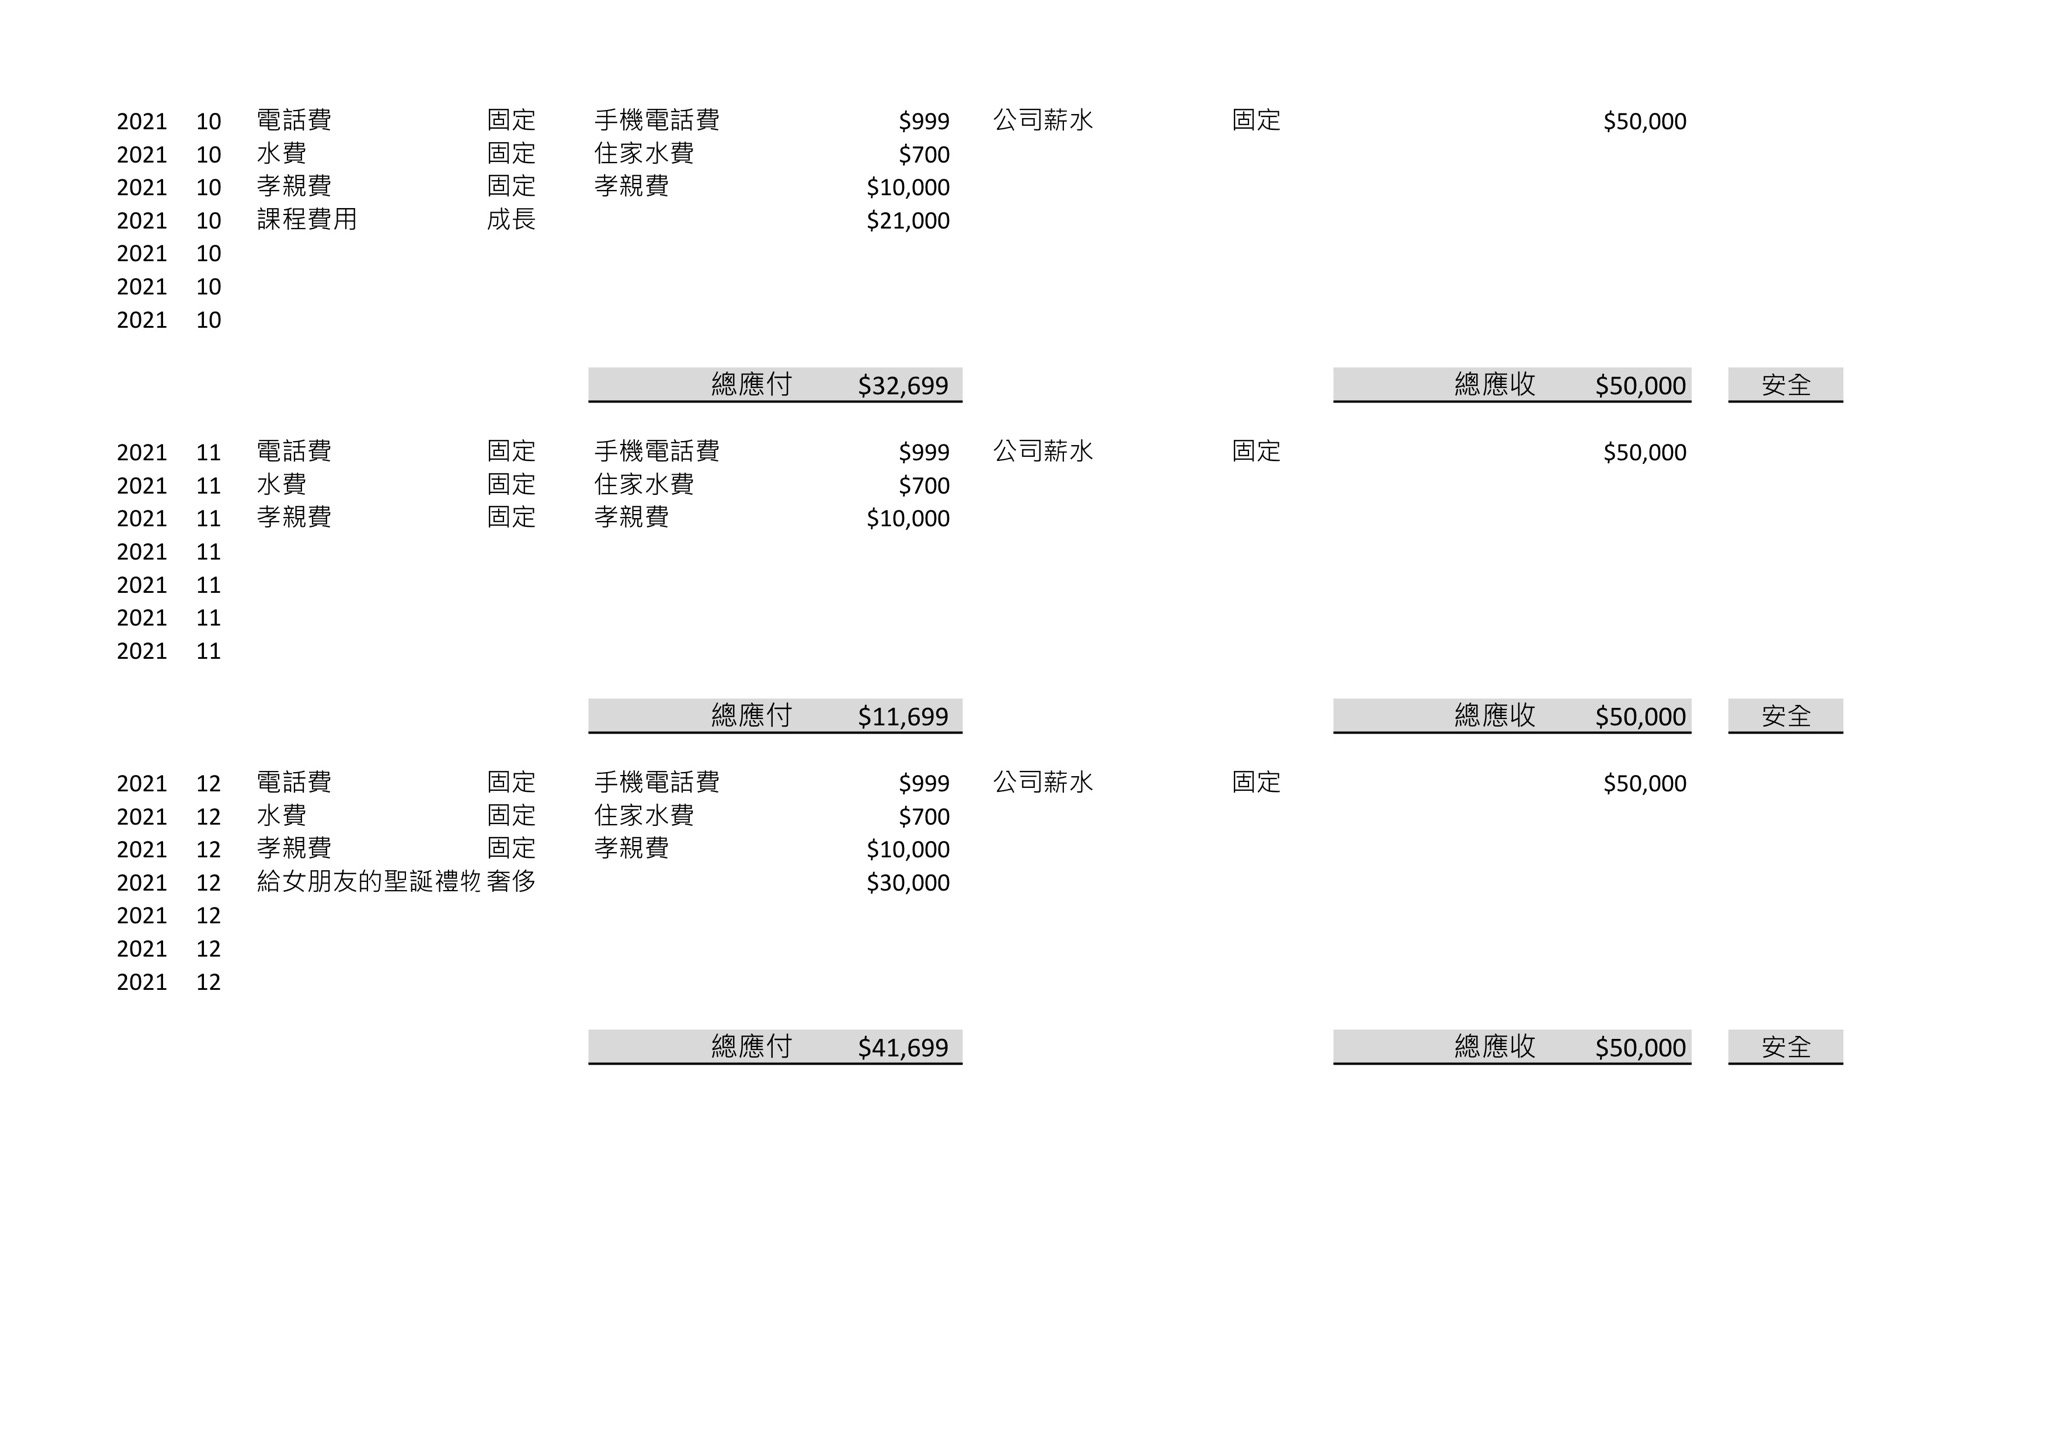 2021 10 電話費 固定 手機電話費 $999 公司薪水 固定 $50,000
2021 10 水費 固定 住家水費 $700
2021 10 孝親費 固定 孝親費 $10,000
2021 10 課程費用 成長 $21,000
2021 10
2021 10
2021 10
總應付 $32,699 總應收 $50,000 安全
2021 11 電話費 固定 手機電話費 $999 公司薪水 固定 $50,000
2021 11 水費 固定 住家水費 $700
2021 11 孝親費 固定 孝親費 $10,000
2021 11
2021 11
2021 11
2021 11
總應付 $11,699 總應收 $50,000 安全
2021 12 電話費 固定 手機電話費 $999 公司薪水 固定 $50,000
2021 12 水費 固定 住家水費 $700
2021 12 孝親費 固定 孝親費 $10,000
2021 12 給女朋友的聖誕禮物 奢侈 $30,000
2021 12
2021 12
2021 12
總應付 $41,699 總應收 $50,000 安全